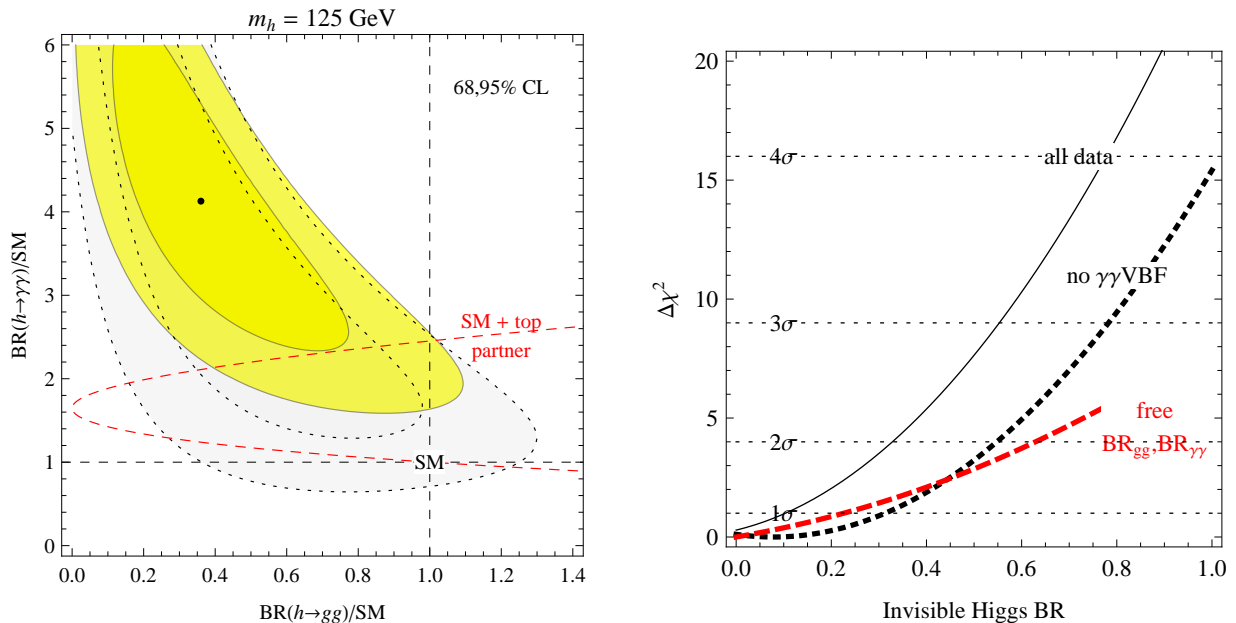 m_h = 125 GeV
6
5
4
3
2
1
0
BR(h→γγ)/SM
68,95% CL
SM + top
partner
SM
0.0 0.2 0.4 0.6 0.8 1.0 1.2 1.4
BR(h→gg)/SM
20
15
10
5
0
Δχ²
4σ
all data
no γγVBF
3σ
free
2σ
BR_gg,BR_γγ
1σ
0.0 0.2 0.4 0.6 0.8 1.0
Invisible Higgs BR